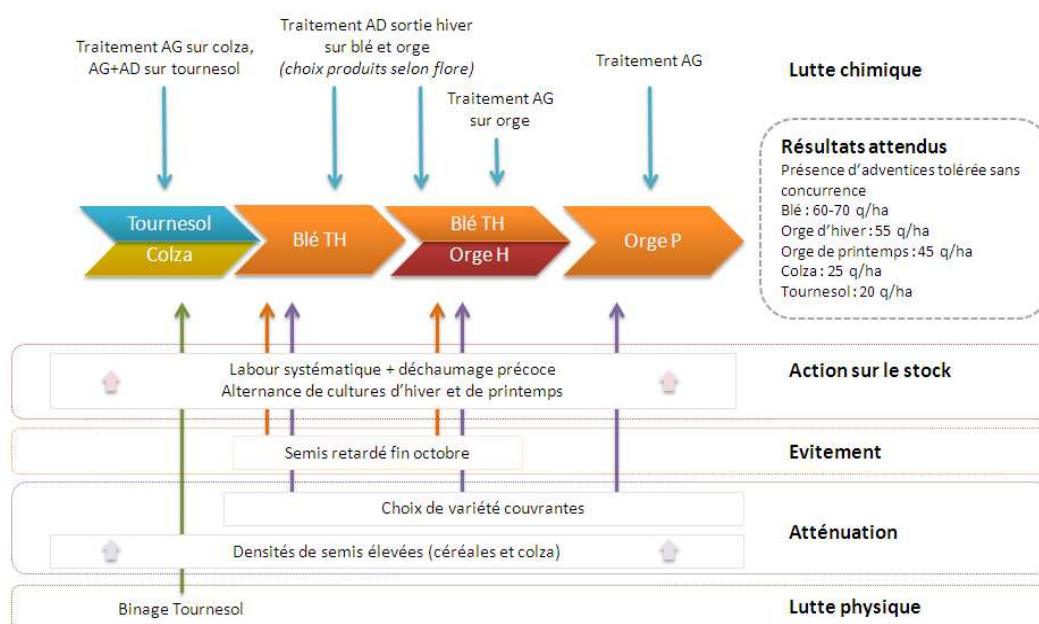 Traitement AG sur colza,
AG+AD sur tournesol
Traitement AD sortie hiver
sur blé et orge
(choix produits selon flore)
Traitement AG
sur orge
Traitement AG
Lutte chimique
Tournesol
Colza
Blé TH
Blé TH
Orge H
Orge P
Résultats attendus
Présence d'adventices tolérée sans
concurrence
Blé : 60-70 q/ha
Orge d'hiver : 55 q/ha
Orge de printemps : 45 q/ha
Colza : 25 q/ha
Tournesol : 20 q/ha
Labour systématique + déchaumage précoce
Alternance de cultures d'hiver et de printemps
Action sur le stock
Semis retardé fin octobre
Evitement
Choix de variété couvrantes
Densités de semis élevées (céréales et colza)
Atténuation
Binage Tournesol
Lutte physique